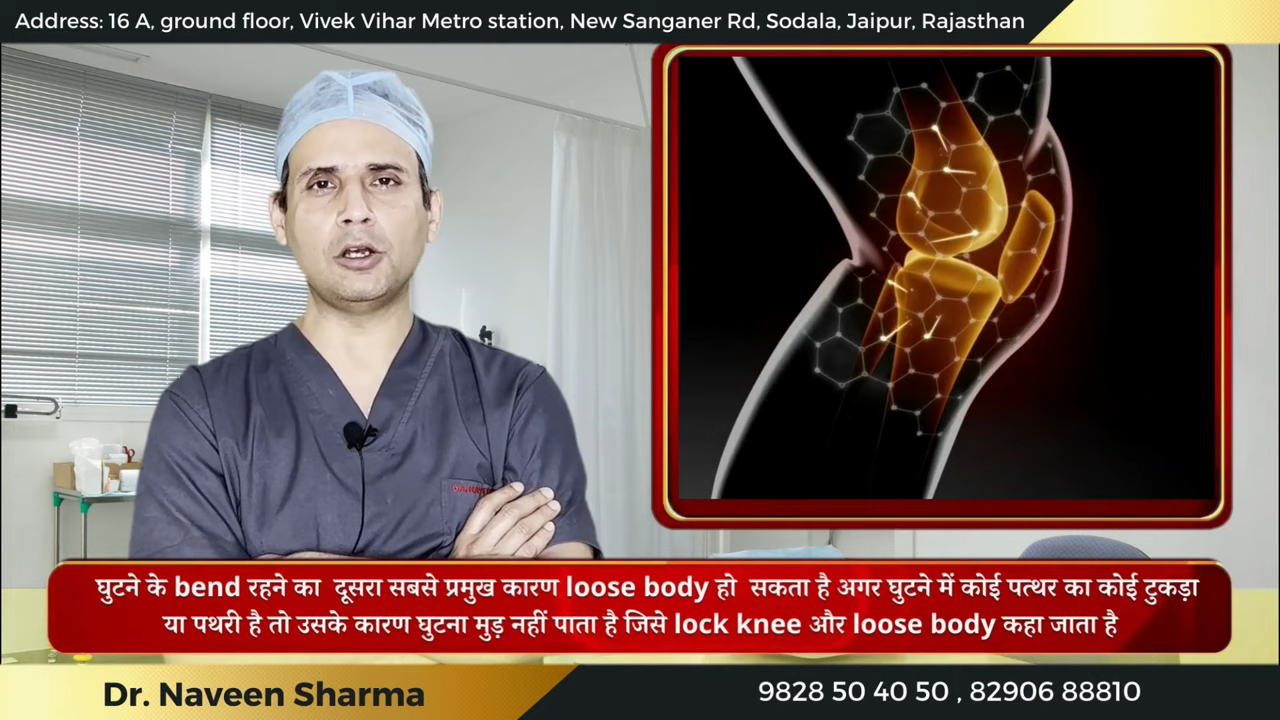 Address: 16 A, ground floor, Vivek Vihar Metro station, New Sanganer Rd, Sodala, Jaipur, Rajasthan
घुटने के bend रहने का दूसरा सबसे प्रमुख कारण loose body हो सकता है अगर घुटने में कोई पत्थर का कोई टुकड़ा
या पथरी है तो उसके कारण घुटना मुड़ नहीं पाता है जिसे lock knee और loose body कहा जाता है
Dr. Naveen Sharma
9828 50 40 50 , 82906 88810